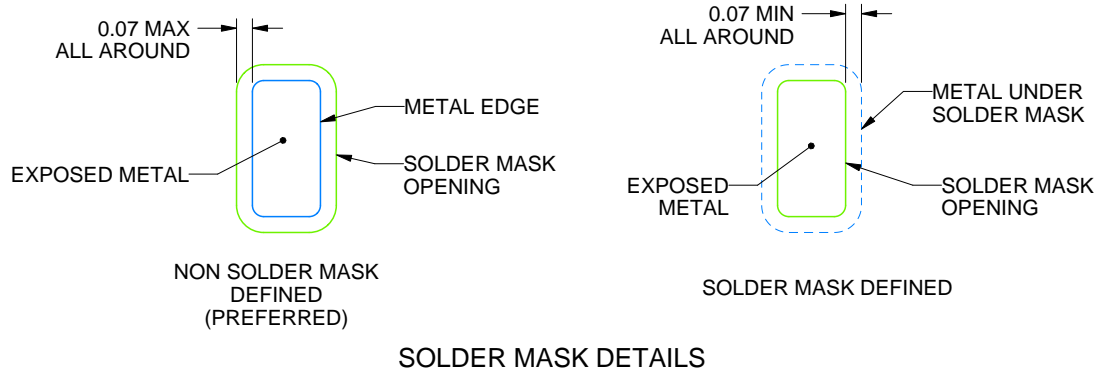 0.07 MAX
ALL AROUND
METAL EDGE
EXPOSED METAL
SOLDER MASK
OPENING
NON SOLDER MASK
DEFINED
(PREFERRED)
0.07 MIN
ALL AROUND
METAL UNDER
SOLDER MASK
EXPOSED
METAL
SOLDER MASK
OPENING
SOLDER MASK DEFINED
SOLDER MASK DETAILS